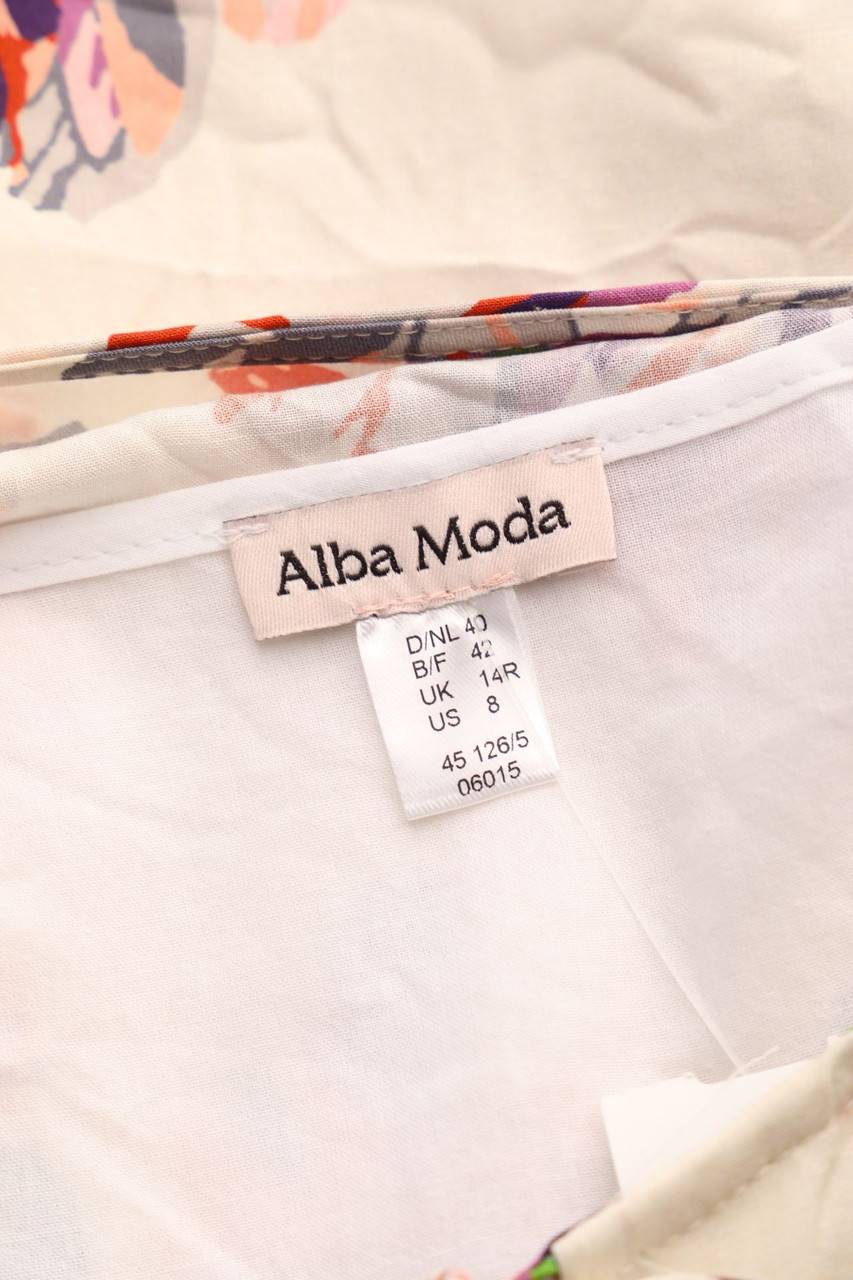 Alba Moda
D/NL 40
B/F 42
UK 14R
US 8
45 126/5
06015